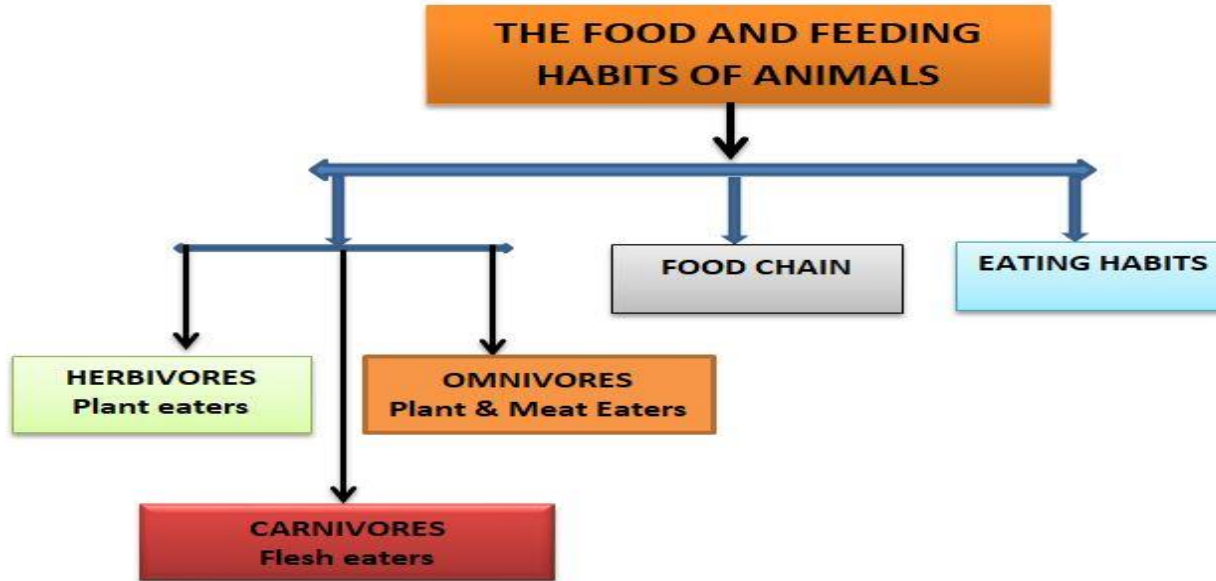 THE FOOD AND FEEDING
HABITS OF ANIMALS
FOOD CHAIN
EATING HABITS
HERBIVORES
Plant eaters
OMNIVORES
Plant & Meat Eaters
CARNIVORES
Flesh eaters